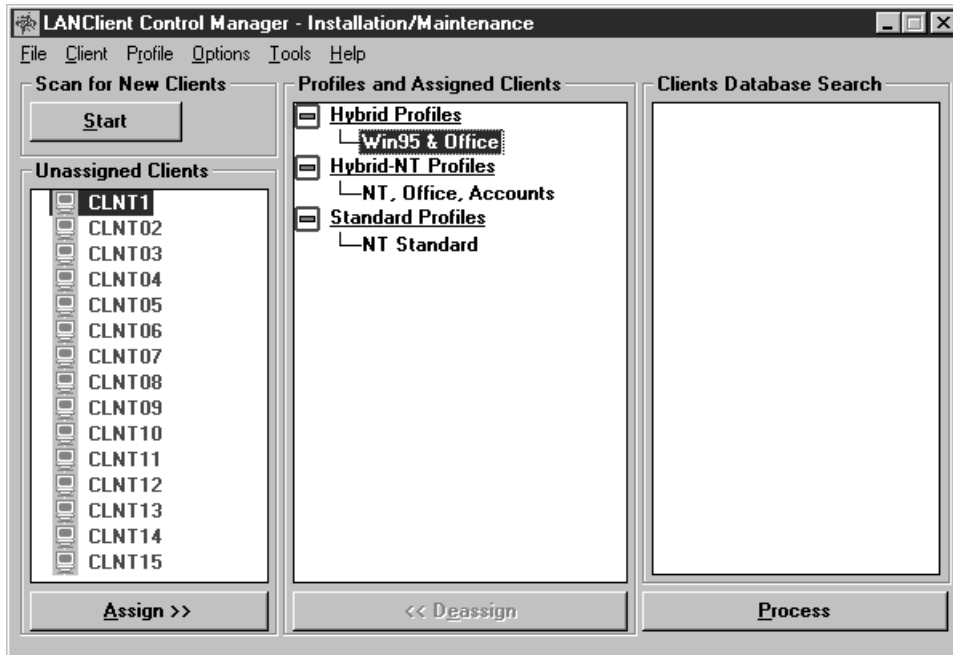 LANClient Control Manager - Installation/Maintenance
File Client Profile Options Tools Help
Scan for New Clients
Start
Unassigned Clients
CLNT1
CLNT02
CLNT03
CLNT04
CLNT05
CLNT06
CLNT07
CLNT08
CLNT09
CLNT10
CLNT11
CLNT12
CLNT13
CLNT14
CLNT15
Assign >>
Profiles and Assigned Clients
Hybrid Profiles
Win95 & Office
Hybrid-NT Profiles
NT, Office, Accounts
Standard Profiles
NT Standard
<< Deassign
Clients Database Search
Process